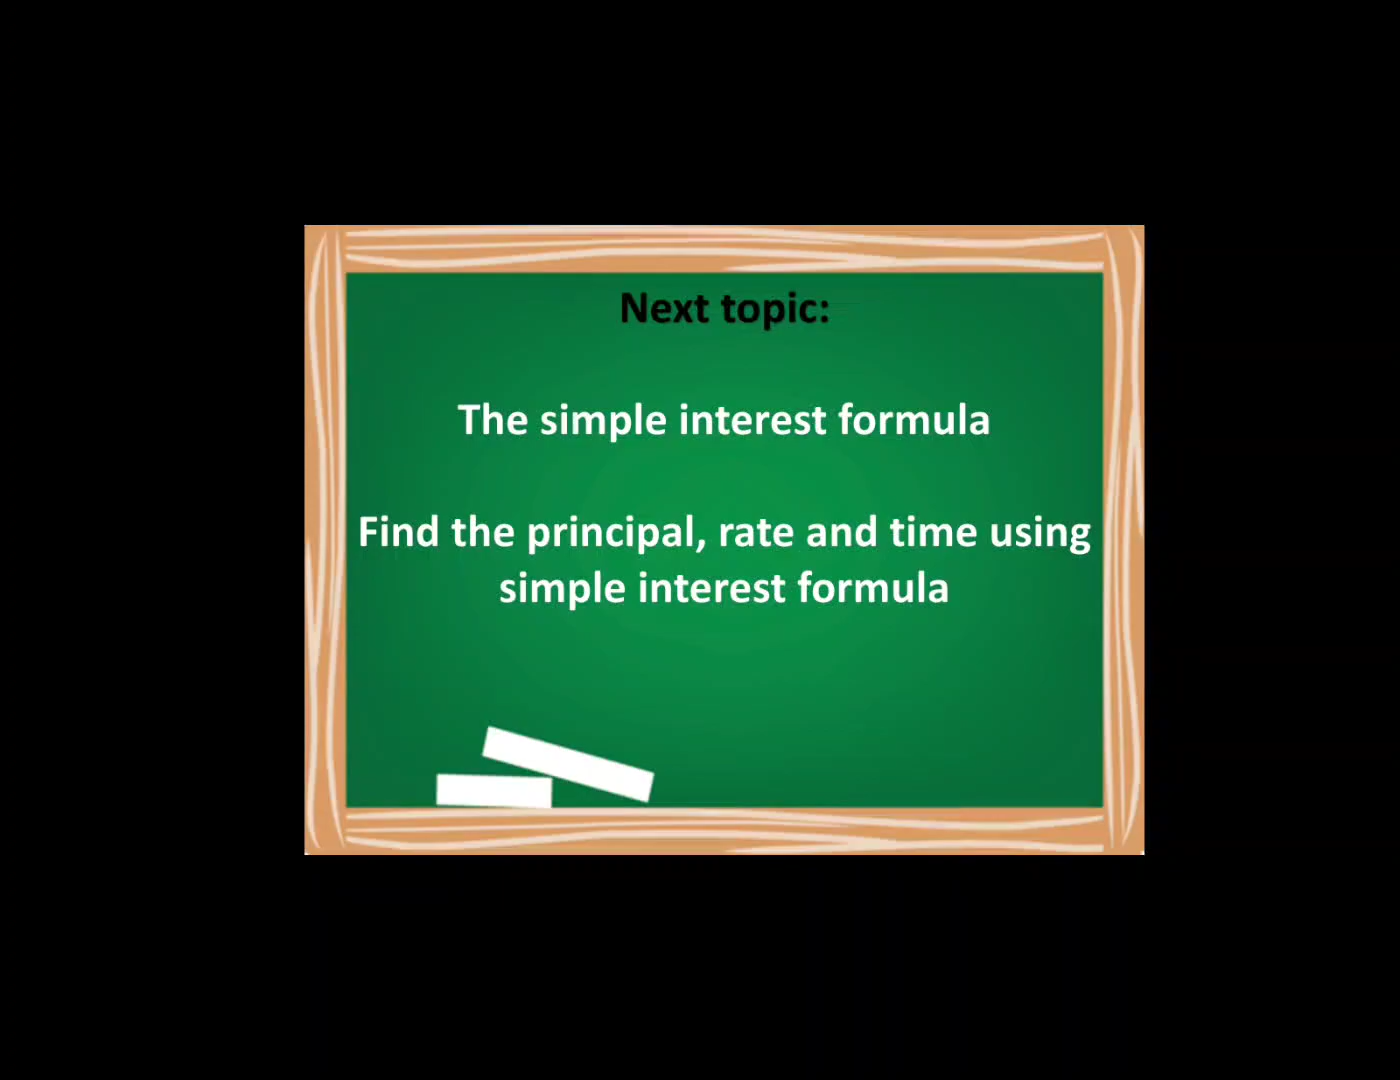 Next topic:
The simple interest formula
Find the principal, rate and time using
simple interest formula